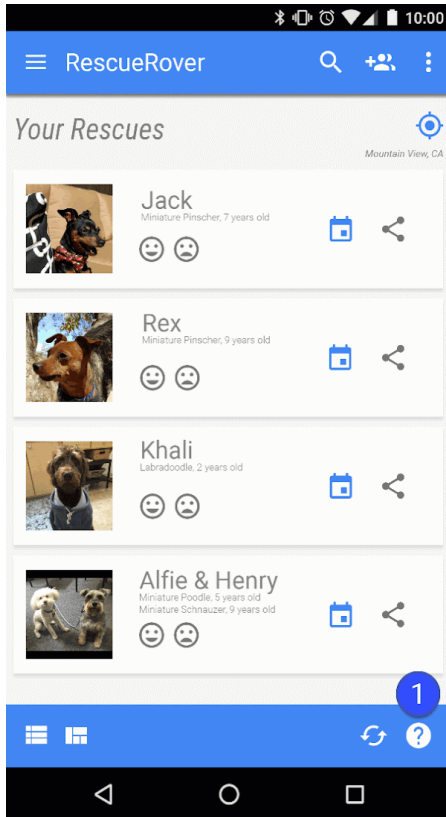 10:00
RescueRover
Your Rescues
Mountain View, CA
Jack
Miniature Pinscher, 7 years old
Rex
Miniature Pinscher, 9 years old
Khali
Labradoodle, 2 years old
Alfie & Henry
Miniature Poodle, 5 years old
Miniature Schnauzer, 9 years old
1
?